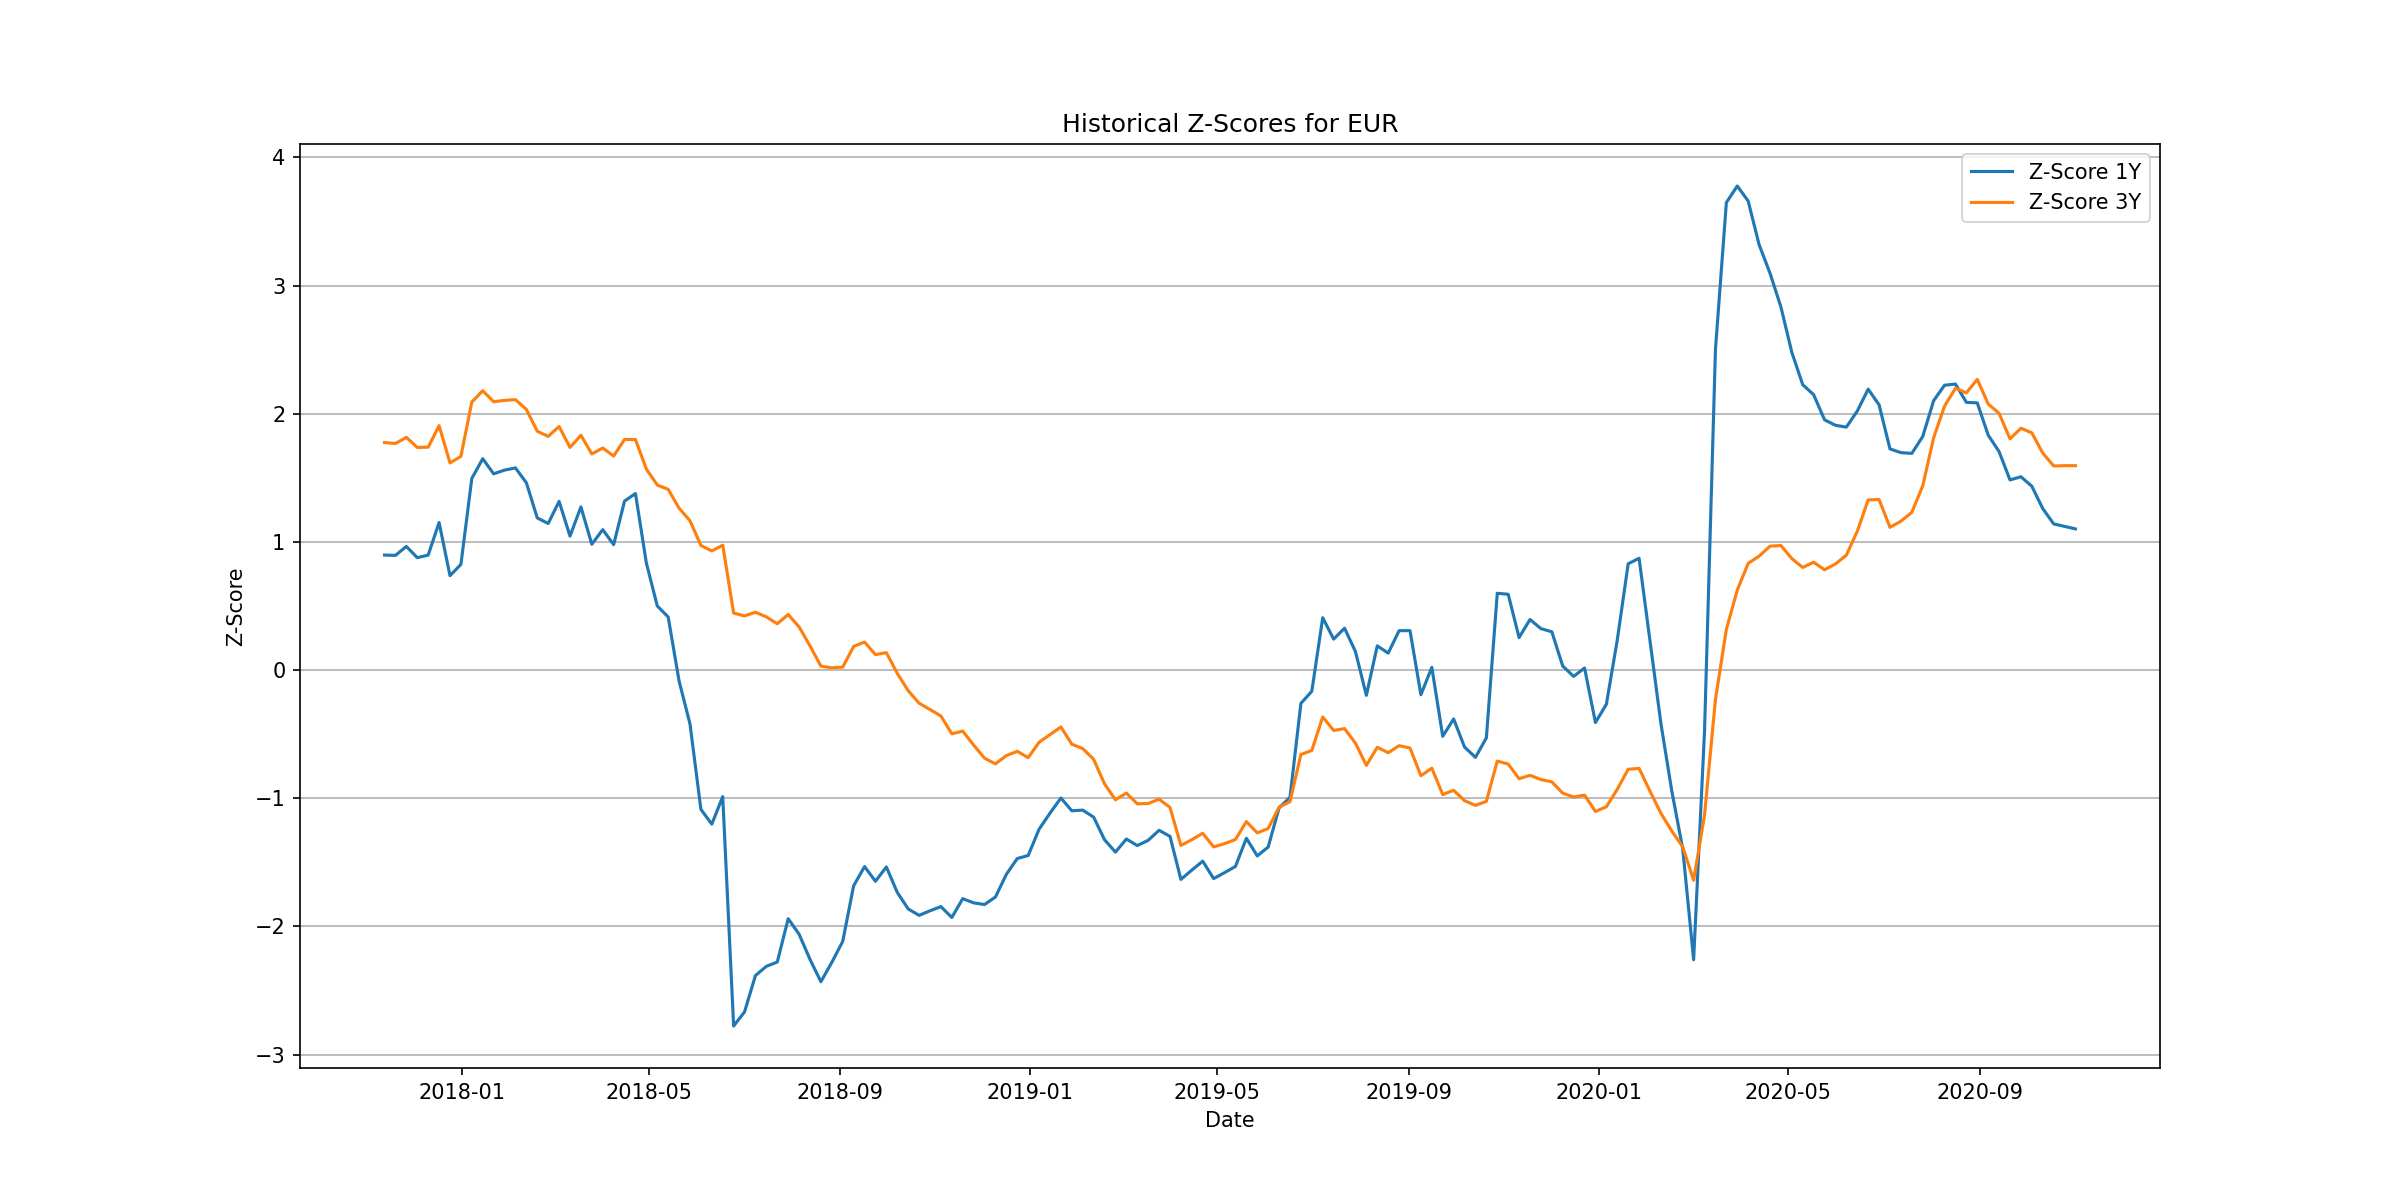 Historical Z-Scores for EUR
Z-Score 1Y
Z-Score 3Y
4
3
2
1
0
−1
−2
−3
Z-Score
2018-01 2018-05 2018-09 2019-01 2019-05 2019-09 2020-01 2020-05 2020-09
Date